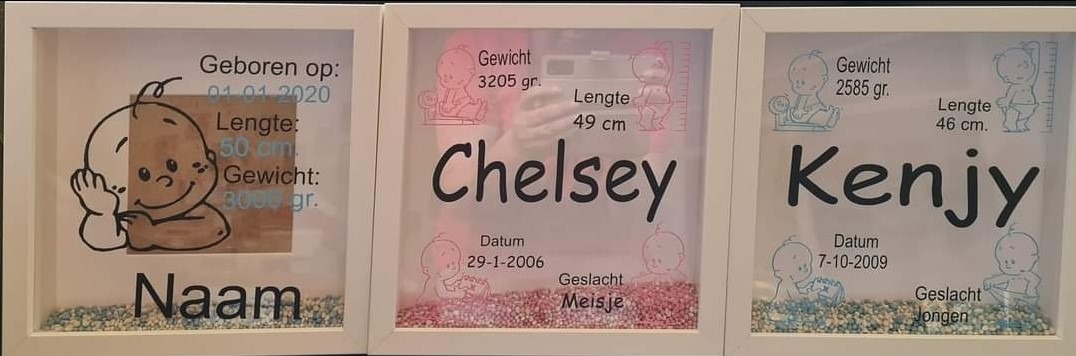 Geboren op:
01-01-2020
Lengte:
50 cm.
Gewicht:
3000 gr.
Naam
Gewicht
3205 gr.
Lengte
49 cm
Chelsey
Datum
29-1-2006
Geslacht
Meisje
Gewicht
2585 gr.
Lengte
46 cm.
Kenjy
Datum
7-10-2009
Geslacht
Jongen